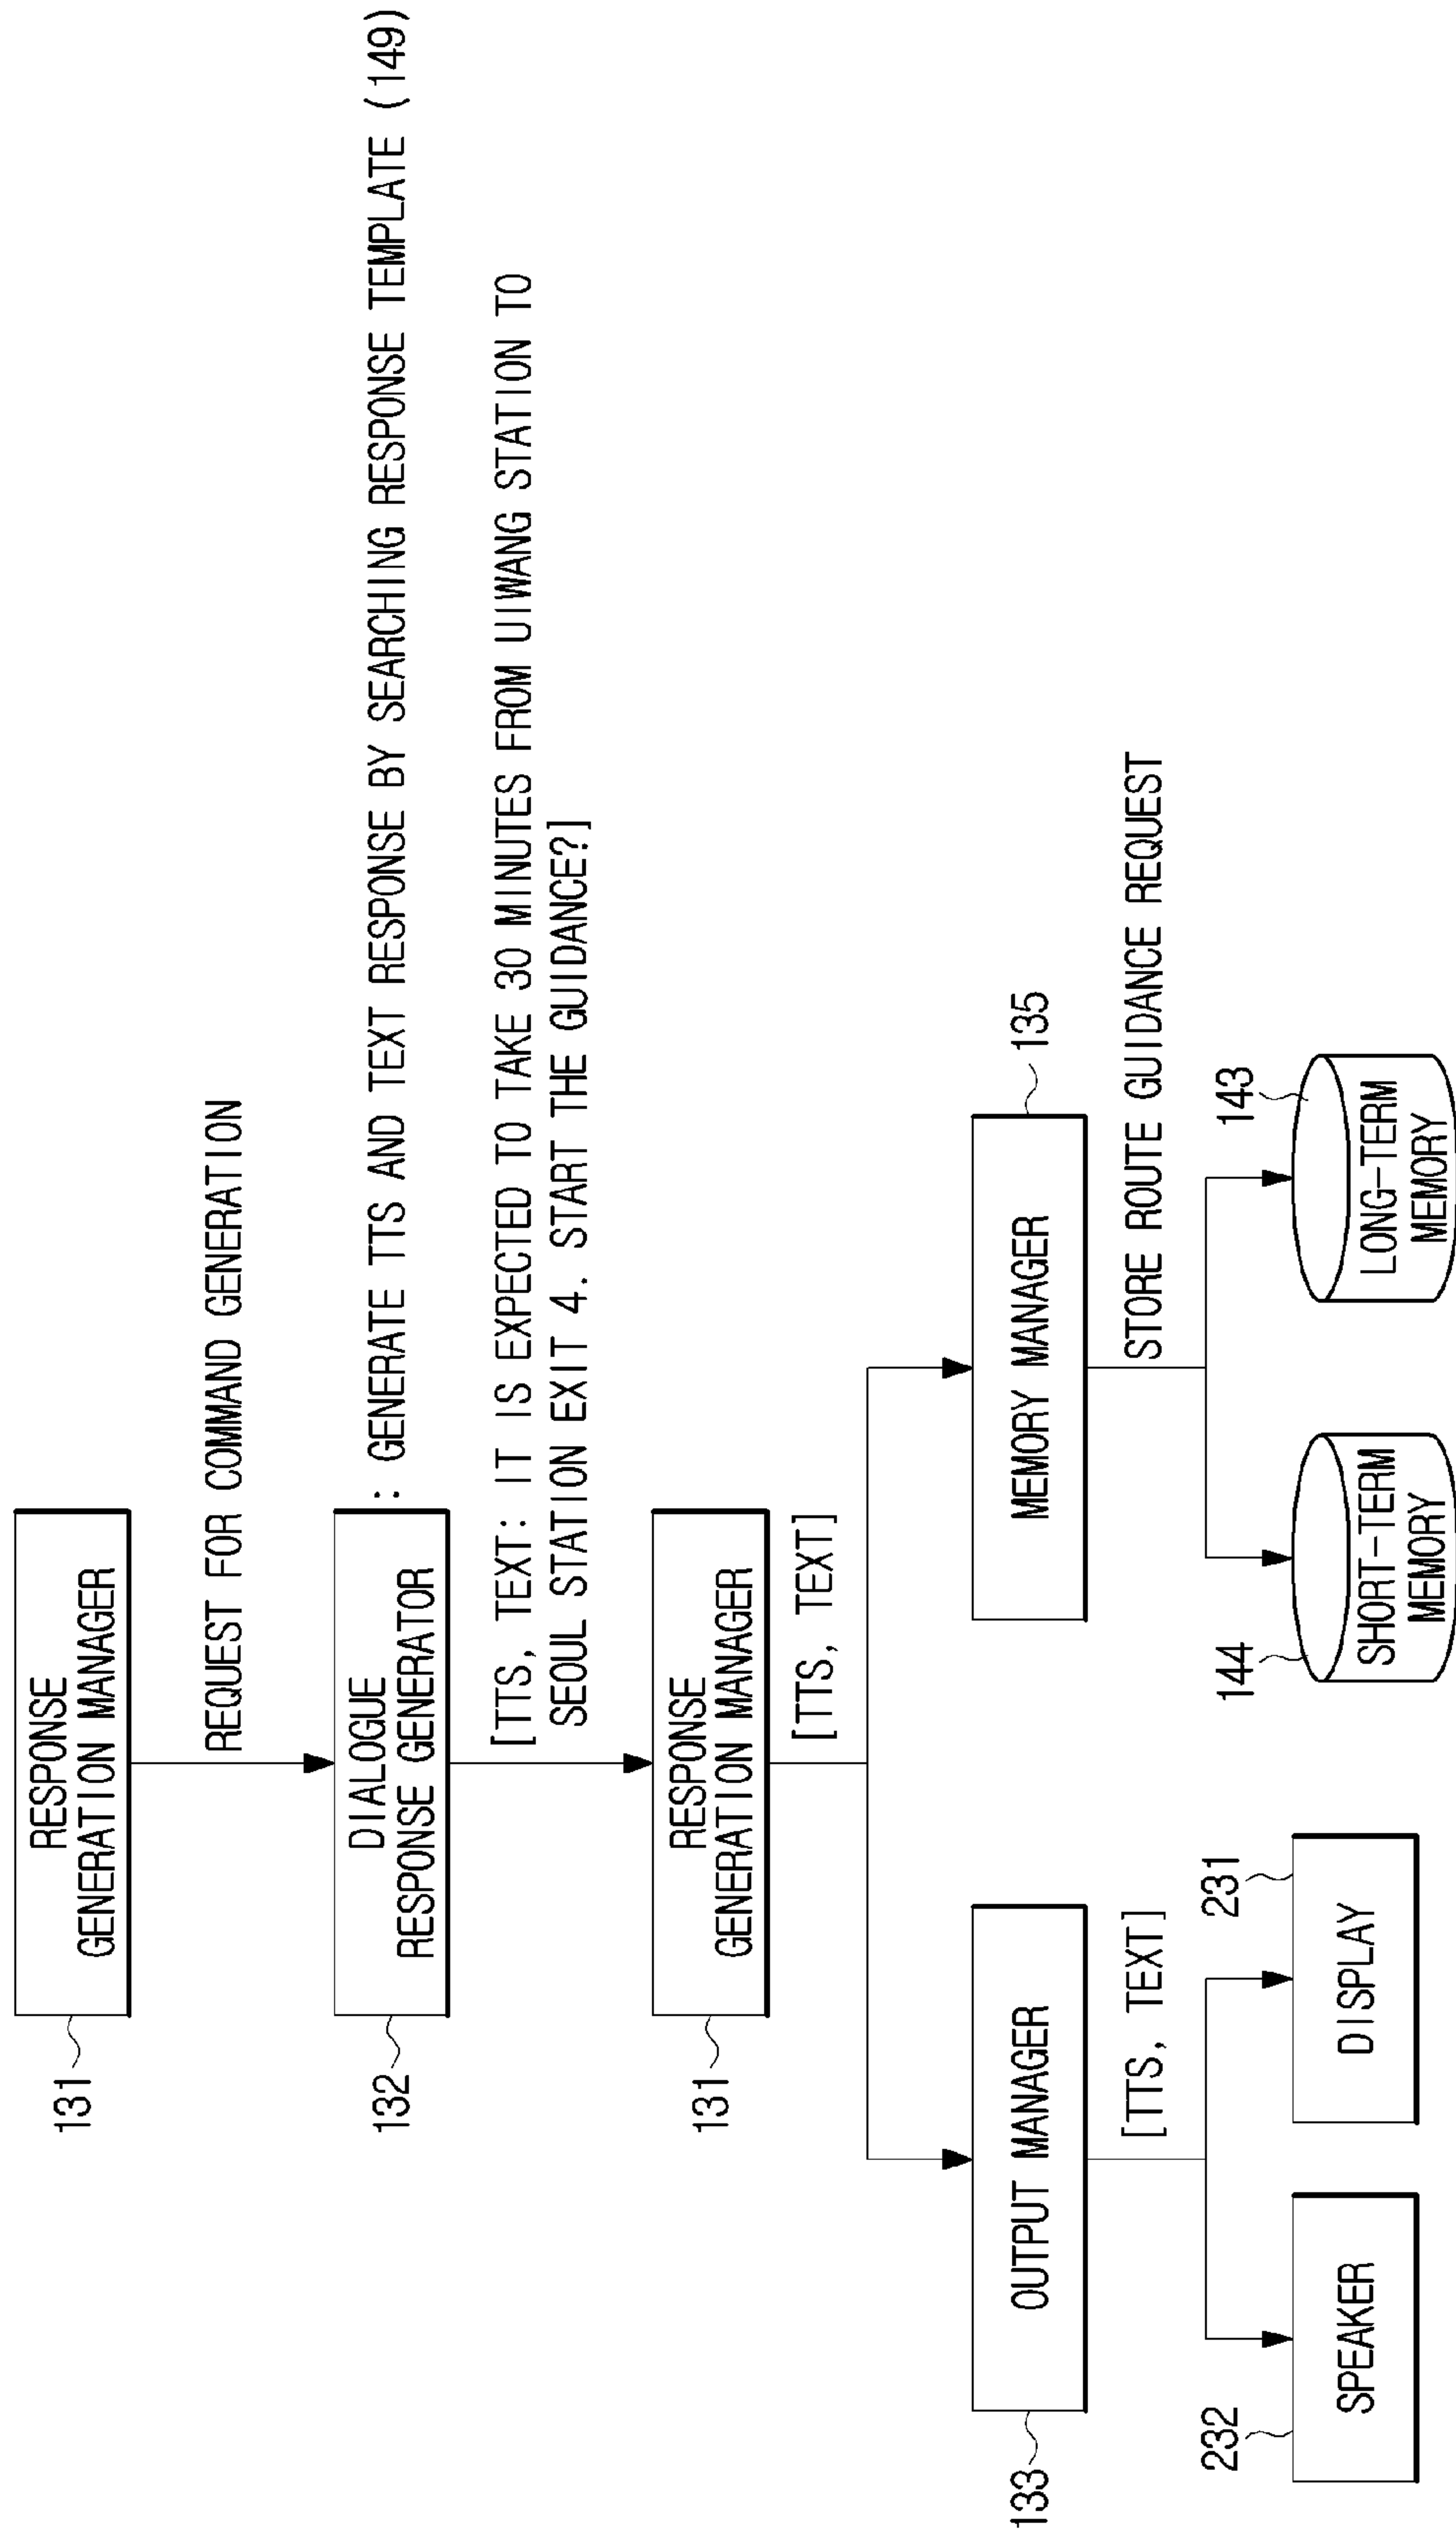 RESPONSE
GENERATION MANAGER
131
REQUEST FOR COMMAND GENERATION
DIALOGUE
RESPONSE GENERATOR
132
: GENERATE TTS AND TEXT RESPONSE BY SEARCHING RESPONSE TEMPLATE (149)
[TTS, TEXT: IT IS EXPECTED TO TAKE 30 MINUTES FROM UIWANG STATION TO
SEOUL STATION EXIT 4. START THE GUIDANCE?]
RESPONSE
GENERATION MANAGER
131
[TTS, TEXT]
OUTPUT MANAGER
133
MEMORY MANAGER
135
[TTS, TEXT]
STORE ROUTE GUIDANCE REQUEST
232
SPEAKER
231
DISPLAY
144
SHORT-TERM
MEMORY
143
LONG-TERM
MEMORY